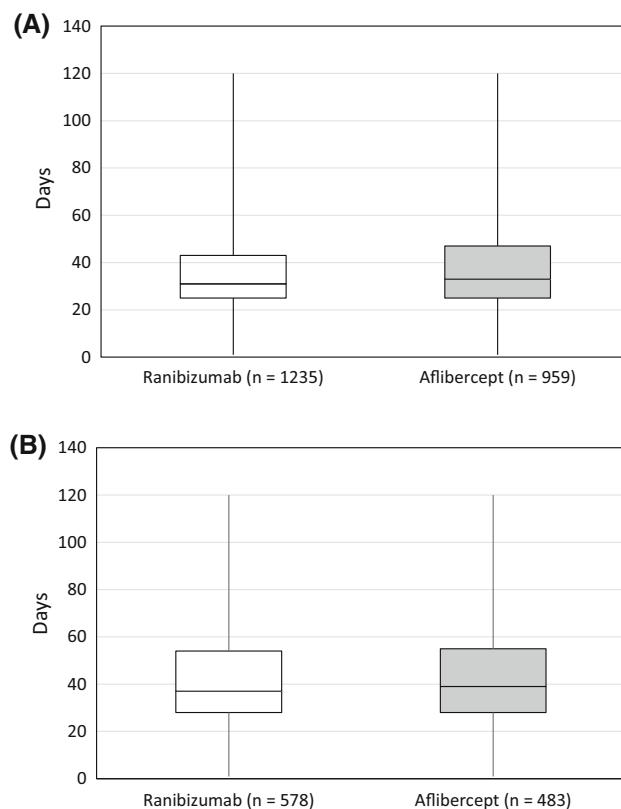 (A)
140
120
100
80
60
40
20
0
Days
Ranibizumab (n = 1235)
Aflibercept (n = 959)
(B)
140
120
100
80
60
40
20
0
Days
Ranibizumab (n = 578)
Aflibercept (n = 483)